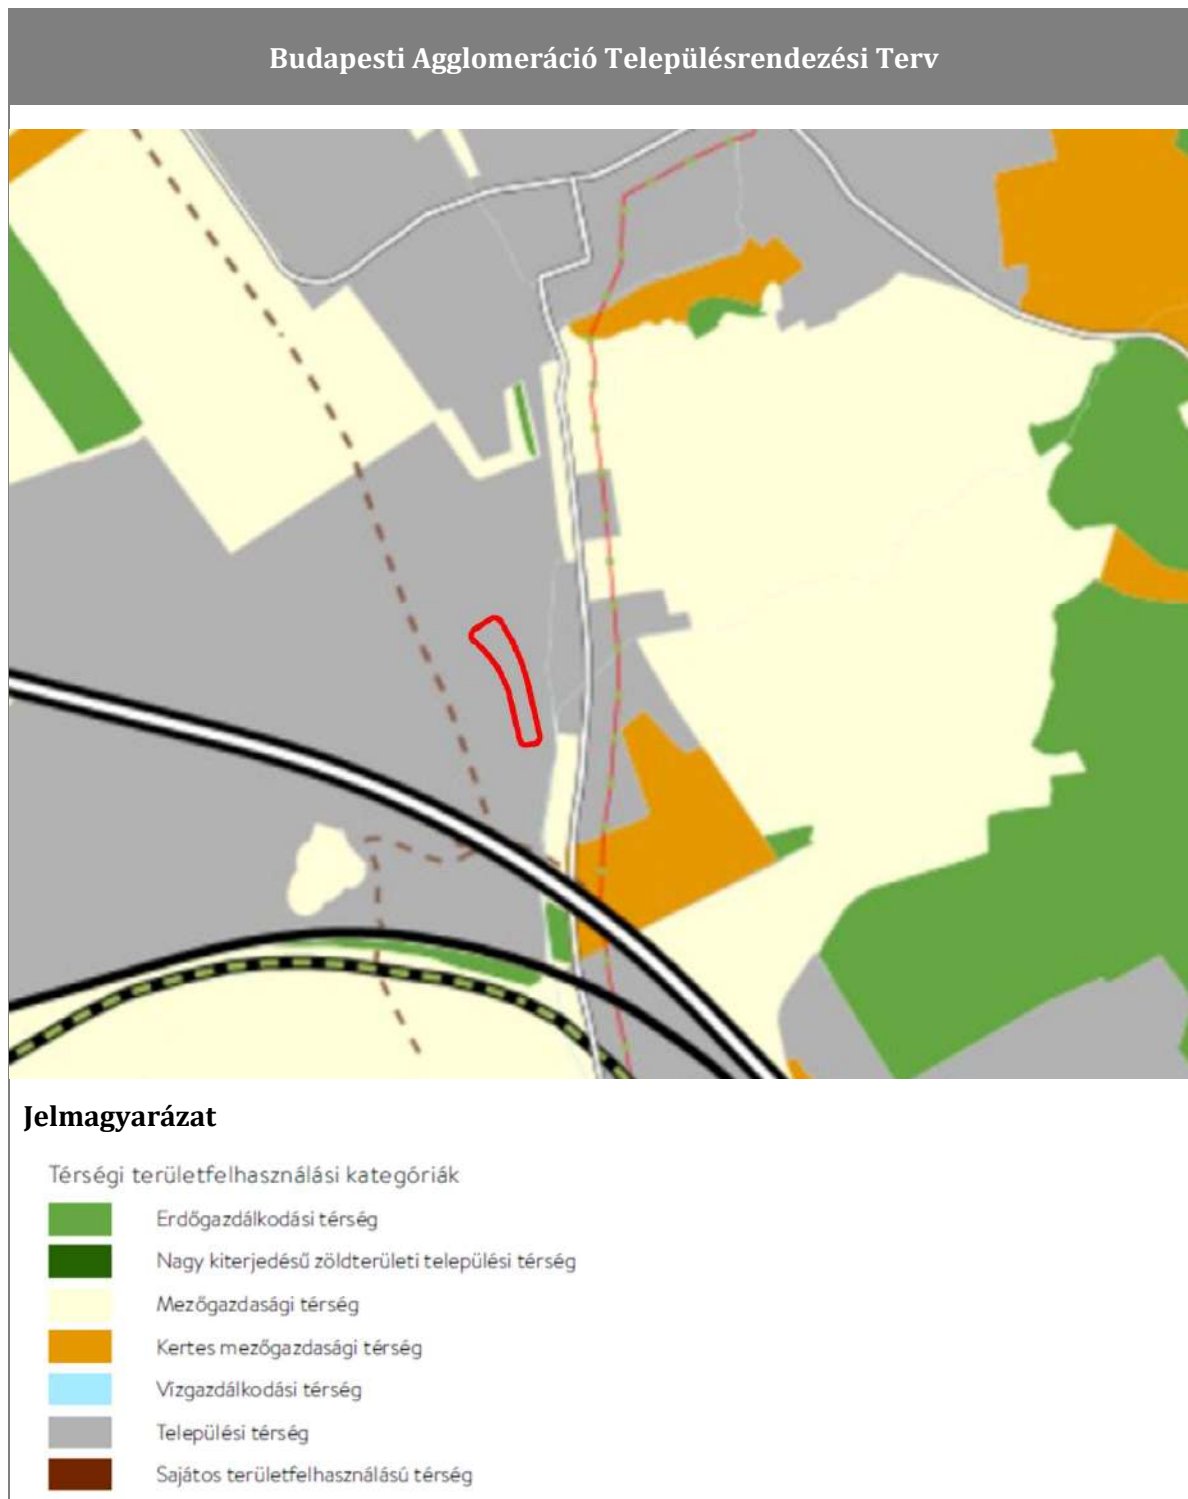 Budapesti Agglomeráció Településrendezési Terv
Jelmagyarázat
Térségi területfelhasználási kategóriák
Erdőgazdálkodási térség
Nagy kiterjedésű zöldterületi települési térség
Mezőgazdasági térség
Kertes mezőgazdasági térség
Vízgazdálkodási térség
Települési térség
Sajátos területfelhasználású térség